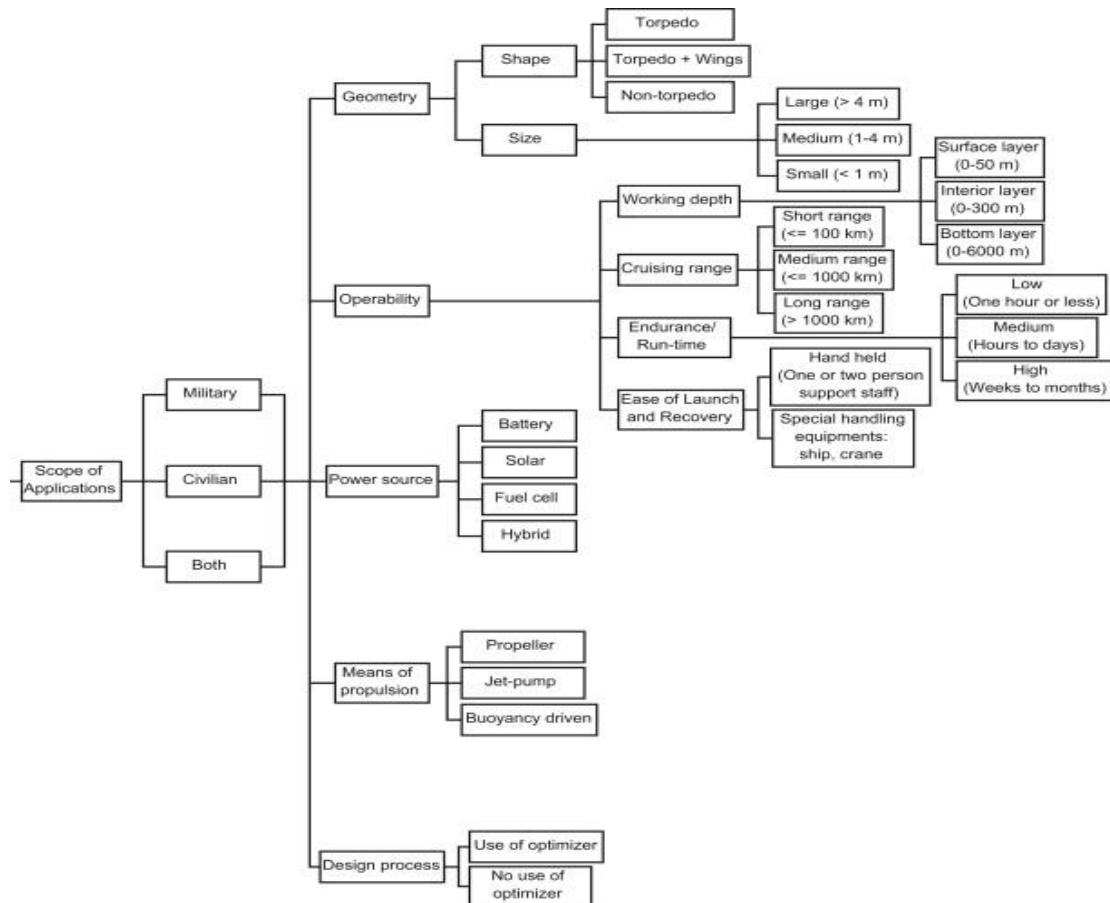 Scope of
Applications
Military
Civilian
Both
Geometry
Shape
Torpedo
Torpedo + Wings
Non-torpedo
Size
Large (> 4 m)
Medium (1-4 m)
Small (< 1 m)
Operability
Working depth
Surface layer
(0-50 m)
Interior layer
(0-300 m)
Bottom layer
(0-6000 m)
Cruising range
Short range
(<= 100 km)
Medium range
(<= 1000 km)
Long range
(> 1000 km)
Endurance/
Run-time
Low
(One hour or less)
Medium
(Hours to days)
High
(Weeks to months)
Ease of Launch
and Recovery
Hand held
(One or two person
support staff)
Special handling
equipments:
ship, crane
Power source
Battery
Solar
Fuel cell
Hybrid
Means of
propulsion
Propeller
Jet-pump
Buoyancy driven
Design process
Use of optimizer
No use of
optimizer